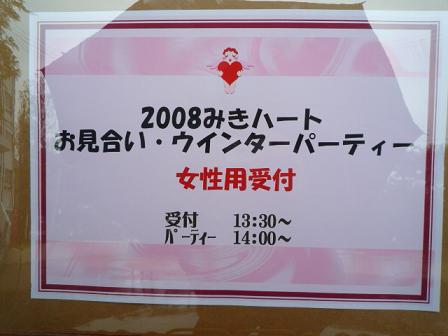 2008みきハート
お見合い・ウインターパーティー
女性用受付
受付 13:30～
ﾊﾟｰﾃｨｰ 14:00～